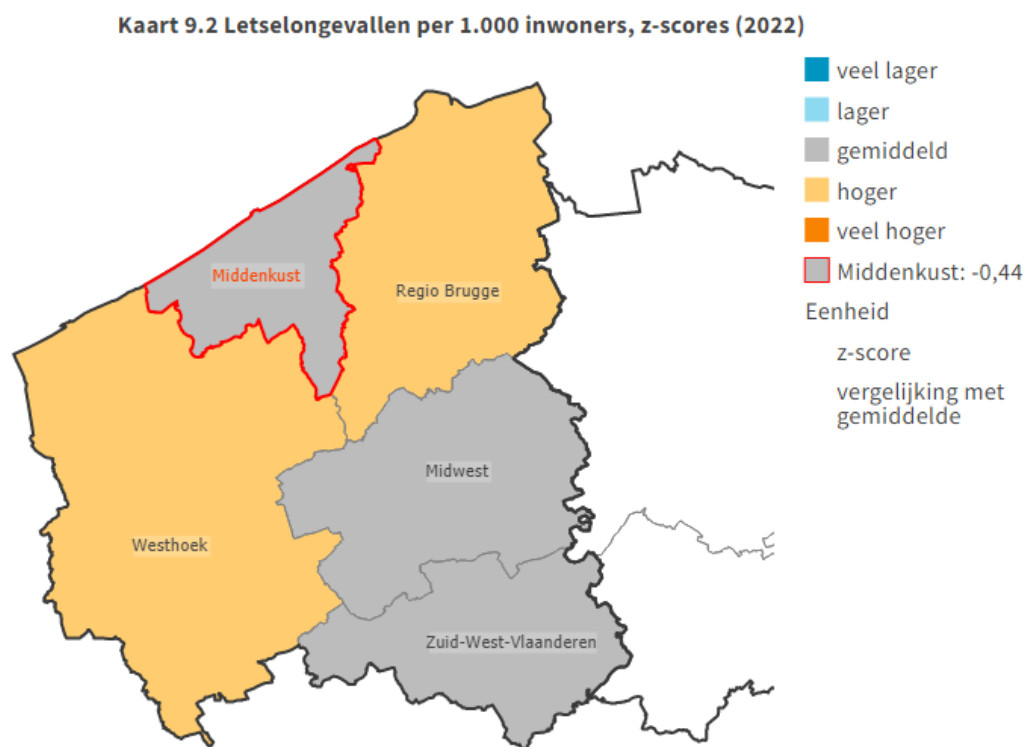 Kaart 9.2 Letselongevallen per 1.000 inwoners, z-scores (2022)
veel lager
lager
gemiddeld
hoger
veel hoger
Middenkust: -0,44
Eenheid
z-score
vergelijking met
gemiddelde
Middenkust
Regio Brugge
Midwest
Westhoek
Zuid-West-Vlaanderen